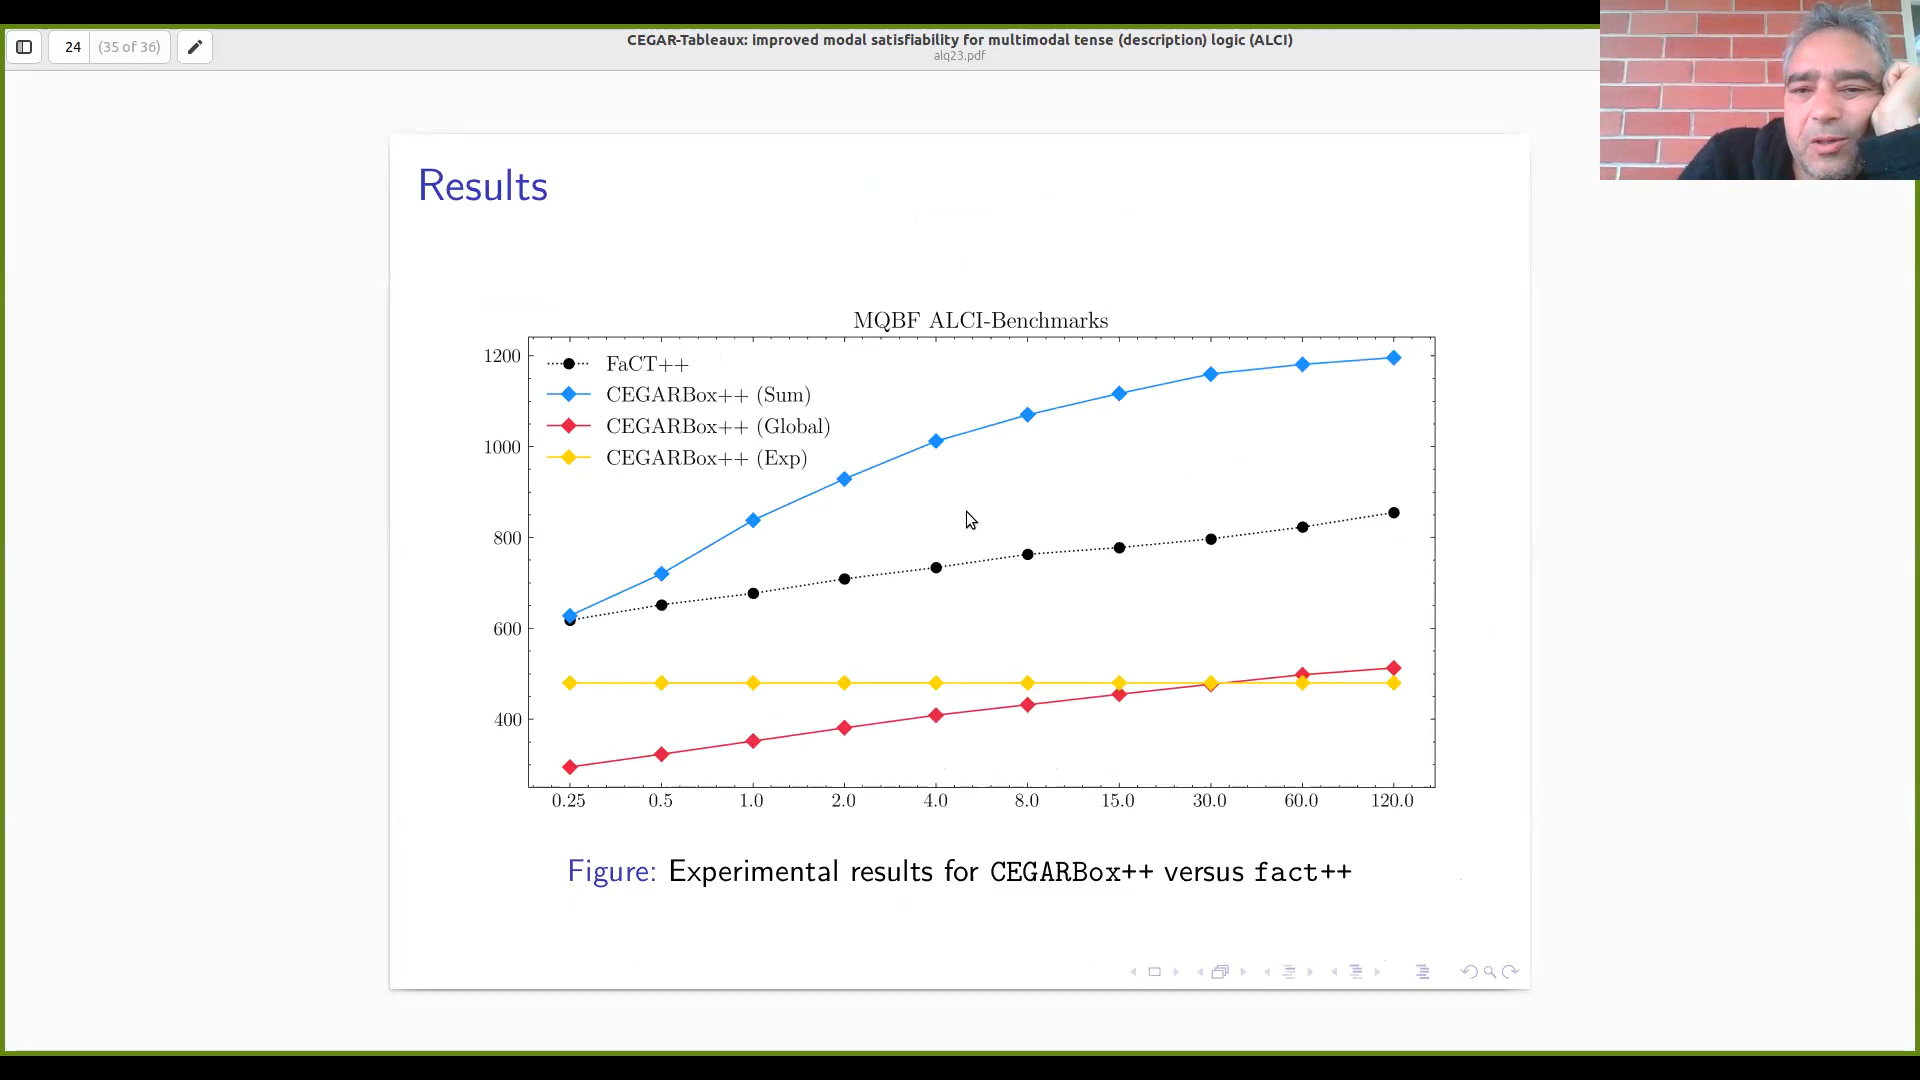 24 (35 of 36)
CEGAR-Tableaux: improved modal satisfiability for multimodal tense (description) logic (ALCI)
alq23.pdf
Results
MQBF ALCI-Benchmarks
FaCT++
CEGARBox++ (Sum)
CEGARBox++ (Global)
CEGARBox++ (Exp)
1200
1000
800
600
400
0.25 0.5 1.0 2.0 4.0 8.0 15.0 30.0 60.0 120.0
Figure: Experimental results for CEGARBox++ versus fact++